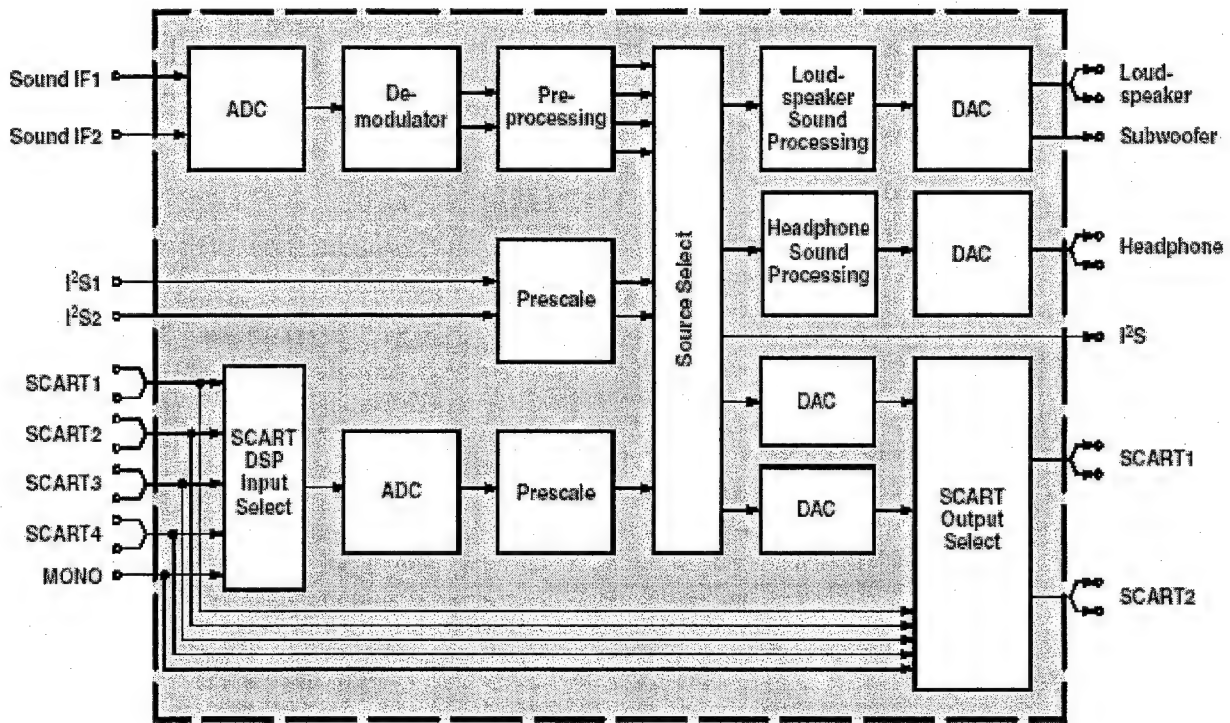 Sound IF1
Sound IF2
I²S1
I²S2
SCART1
SCART2
SCART3
SCART4
MONO
ADC
De-
modulator
Pre-
processing
Prescale
SCART
DSP
Input
Select
ADC
Prescale
Source Select
Loud-
speaker
Sound
Processing
DAC
Headphone
Sound
Processing
DAC
DAC
DAC
SCART
Output
Select
Loud-
speaker
Subwoofer
Headphone
I²S
SCART1
SCART2